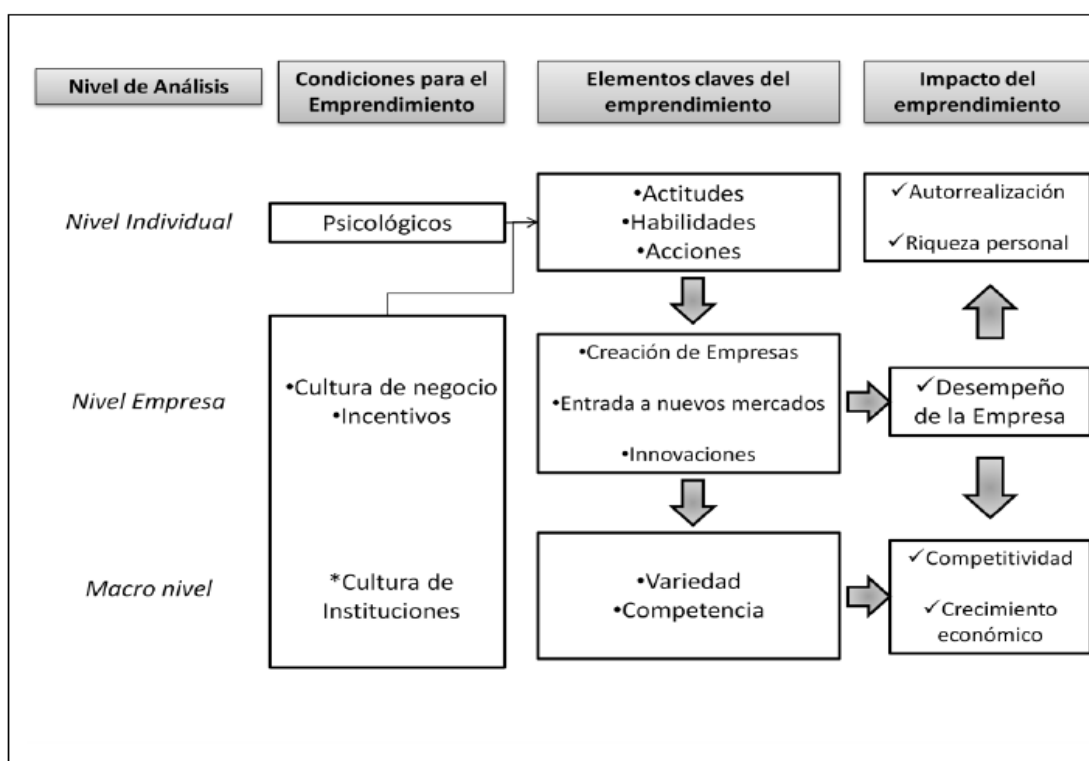 Nivel de Análisis
Condiciones para el
Emprendimiento
Elementos claves del
emprendimiento
Impacto del
emprendimiento
Nivel Individual
Psicológicos
•Actitudes
•Habilidades
•Acciones
✓Autorrealización
✓Riqueza personal
Nivel Empresa
•Cultura de negocio
•Incentivos
•Creación de Empresas
•Entrada a nuevos mercados
•Innovaciones
✓Desempeño
de la Empresa
Macro nivel
*Cultura de
Instituciones
•Variedad
•Competencia
✓Competitividad
✓Crecimiento
económico